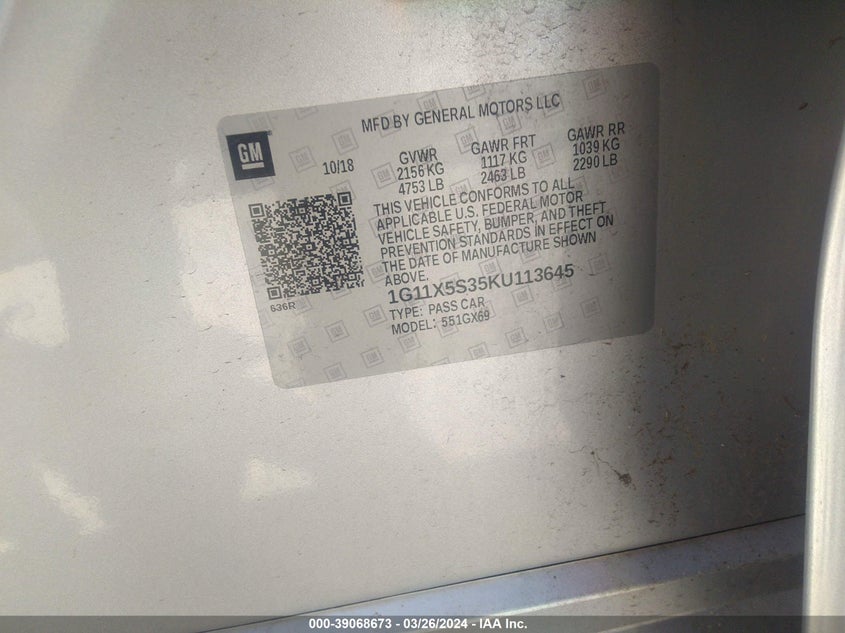 MFD BY GENERAL MOTORS LLC
GM
10/18
GVWR GAWR FRT GAWR RR
2156 KG 1117 KG 1039 KG
4753 LB 2463 LB 2290 LB
THIS VEHICLE CONFORMS TO ALL
APPLICABLE U.S. FEDERAL MOTOR
VEHICLE SAFETY, BUMPER, AND THEFT
PREVENTION STANDARDS IN EFFECT ON
THE DATE OF MANUFACTURE SHOWN
ABOVE.
636R
1G11X5S35KU113645
TYPE: PASS CAR
MODEL: 551GX69
000-39068673 — 03/26/2024 — IAA Inc.